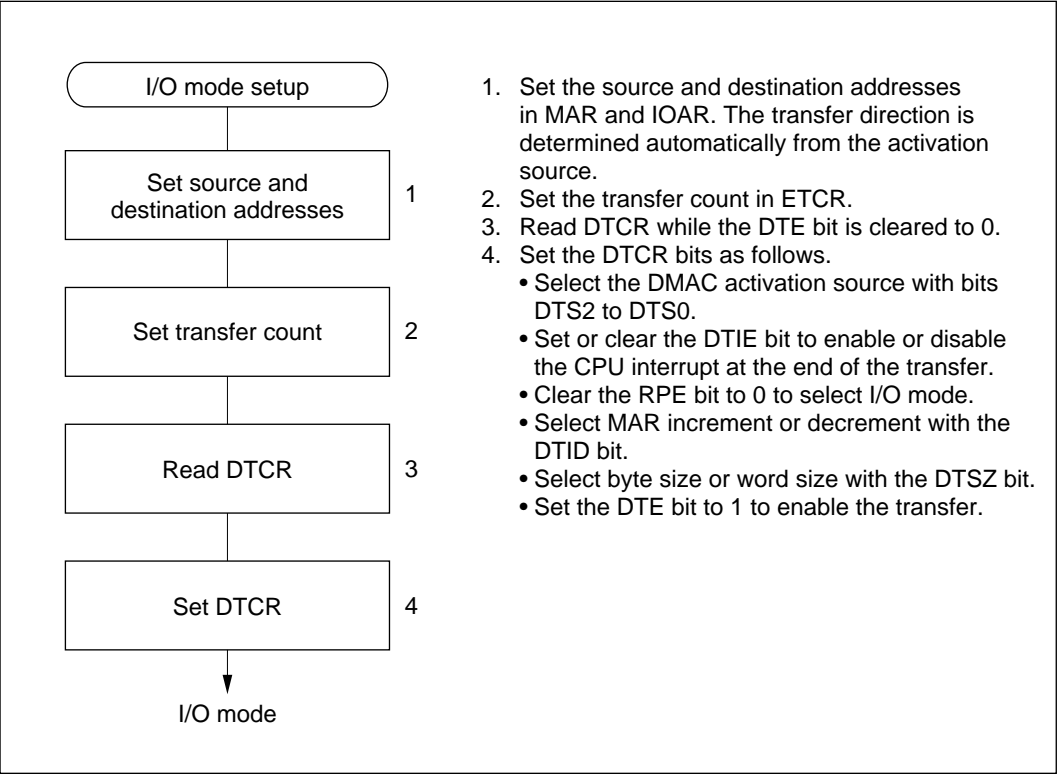 I/O mode setup
Set source and
destination addresses
1
Set transfer count
2
Read DTCR
3
Set DTCR
4
I/O mode
1. Set the source and destination addresses
in MAR and IOAR. The transfer direction is
determined automatically from the activation
source.
2. Set the transfer count in ETCR.
3. Read DTCR while the DTE bit is cleared to 0.
4. Set the DTCR bits as follows.
• Select the DMAC activation source with bits
DTS2 to DTS0.
• Set or clear the DTIE bit to enable or disable
the CPU interrupt at the end of the transfer.
• Clear the RPE bit to 0 to select I/O mode.
• Select MAR increment or decrement with the
DTID bit.
• Select byte size or word size with the DTSZ bit.
• Set the DTE bit to 1 to enable the transfer.